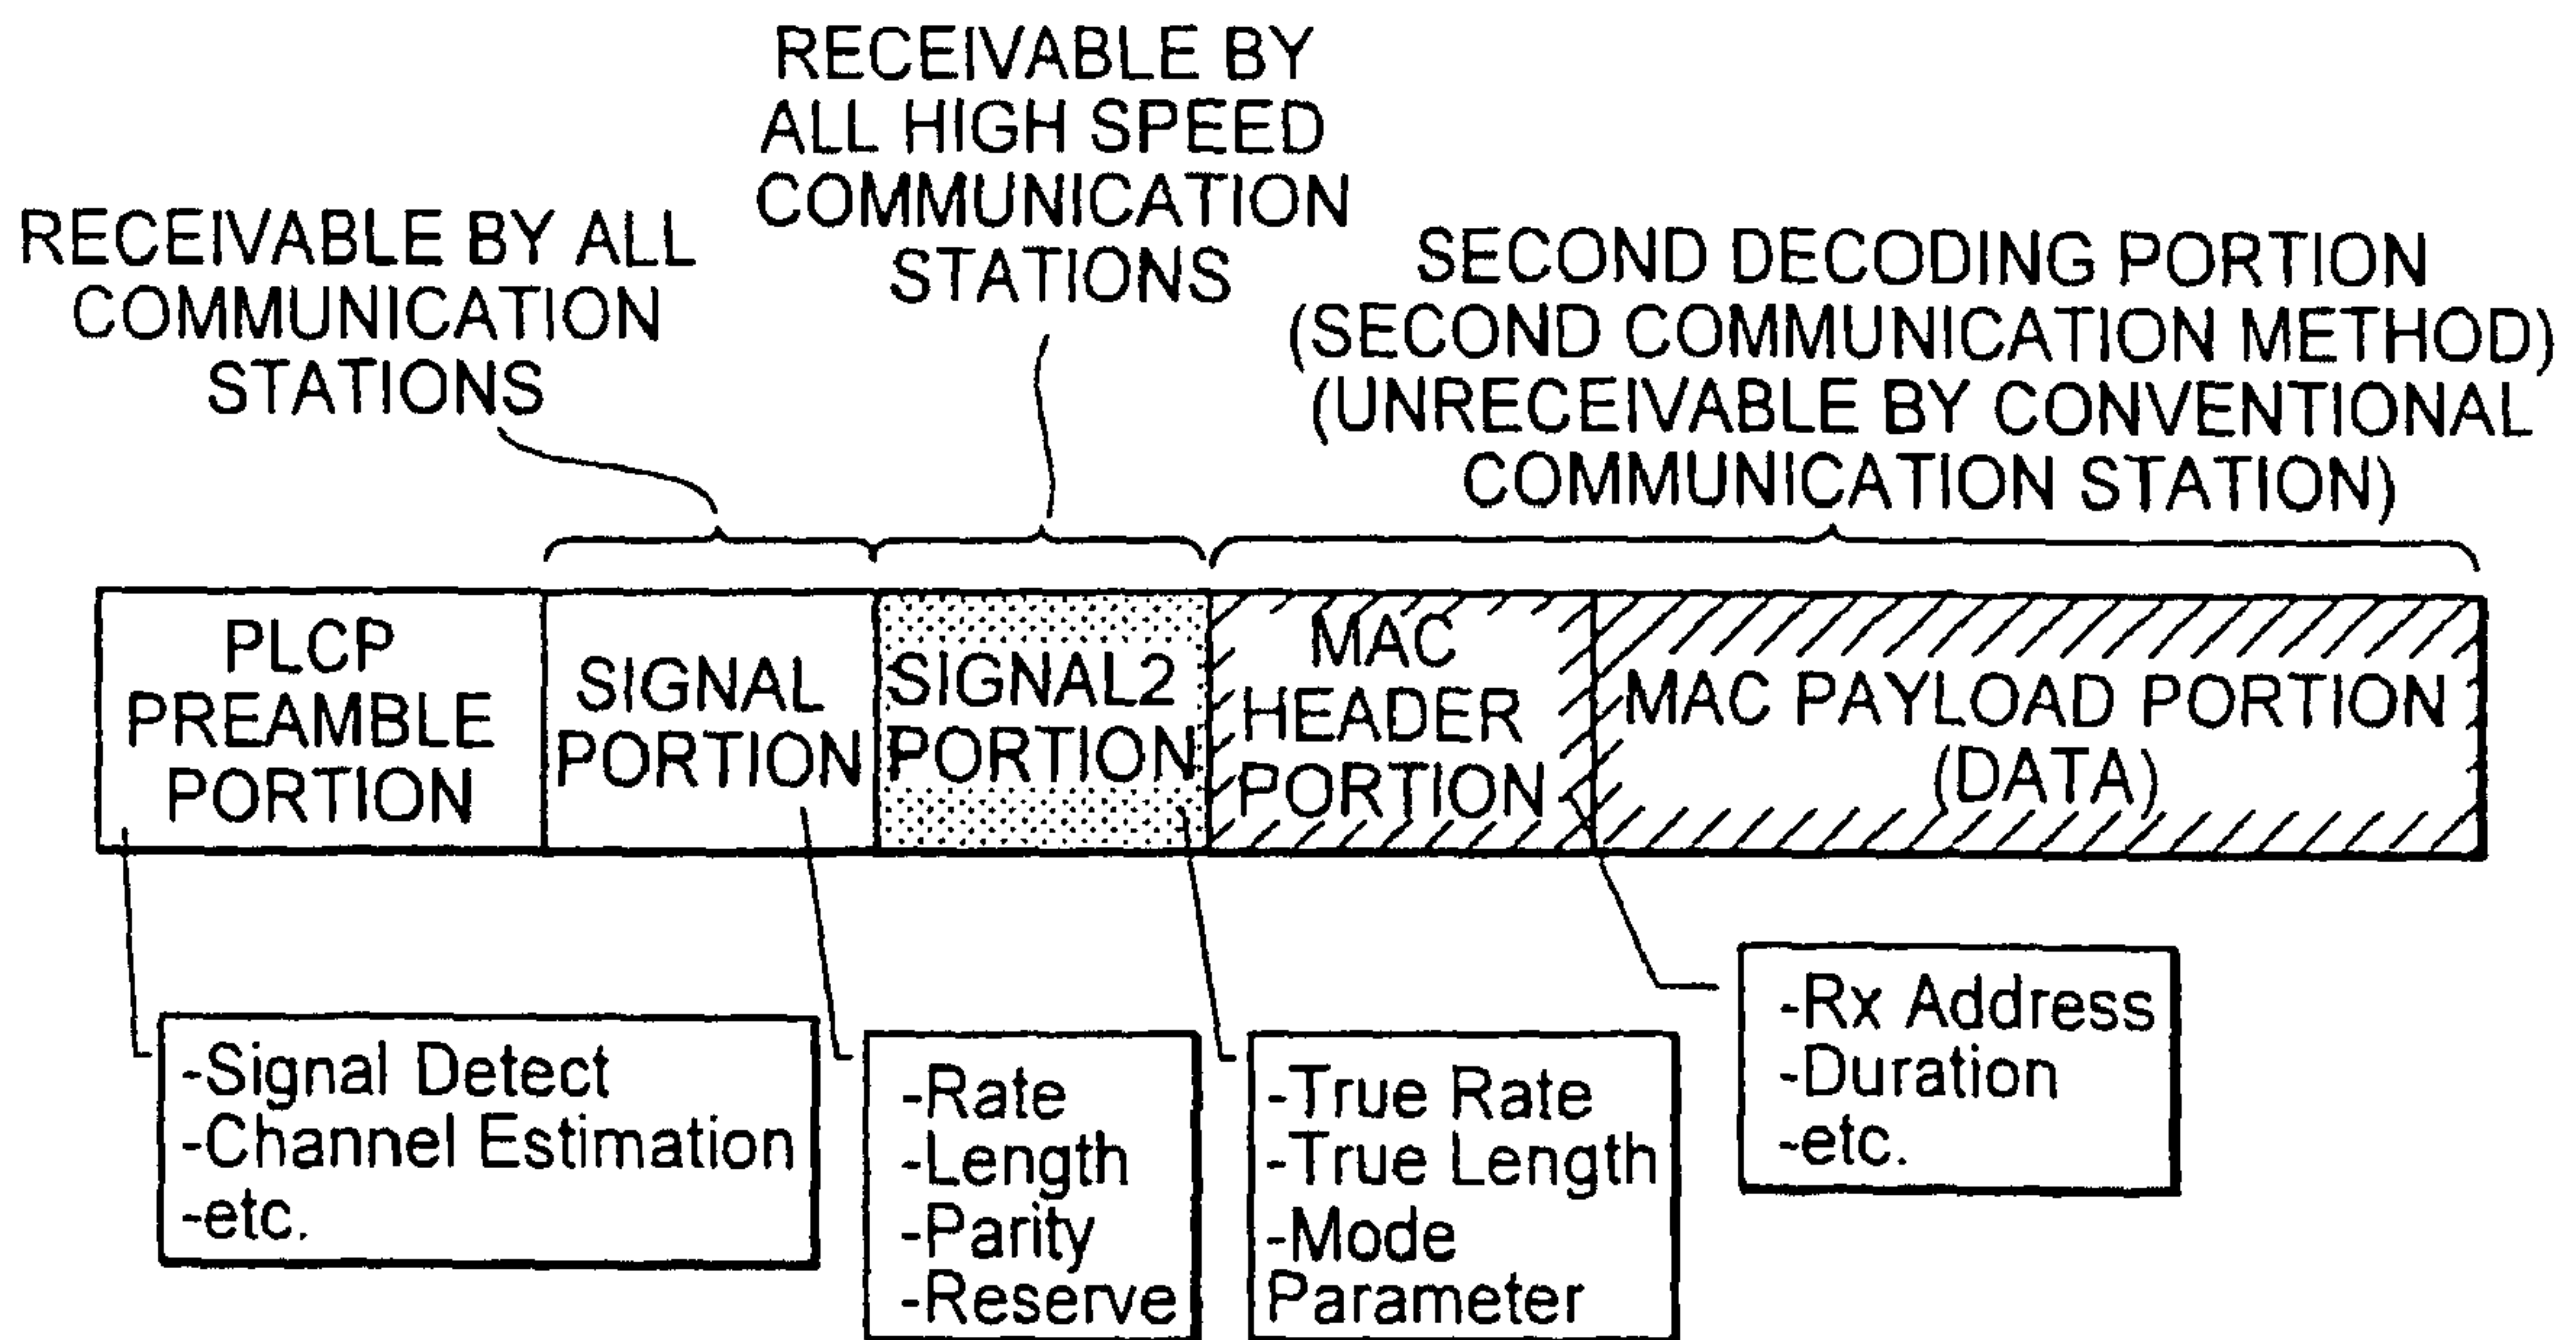 RECEIVABLE BY ALL
COMMUNICATION
STATIONS
RECEIVABLE BY
ALL HIGH SPEED
COMMUNICATION
STATIONS
SECOND DECODING PORTION
(SECOND COMMUNICATION METHOD)
(UNRECEIVABLE BY CONVENTIONAL
COMMUNICATION STATION)
PLCP
PREAMBLE
PORTION
SIGNAL
PORTION
SIGNAL2
PORTION
MAC
HEADER
PORTION
MAC PAYLOAD PORTION
(DATA)
-Signal Detect
-Channel Estimation
-etc.
-Rate
-Length
-Parity
-Reserve
-True Rate
-True Length
-Mode
Parameter
-Rx Address
-Duration
-etc.